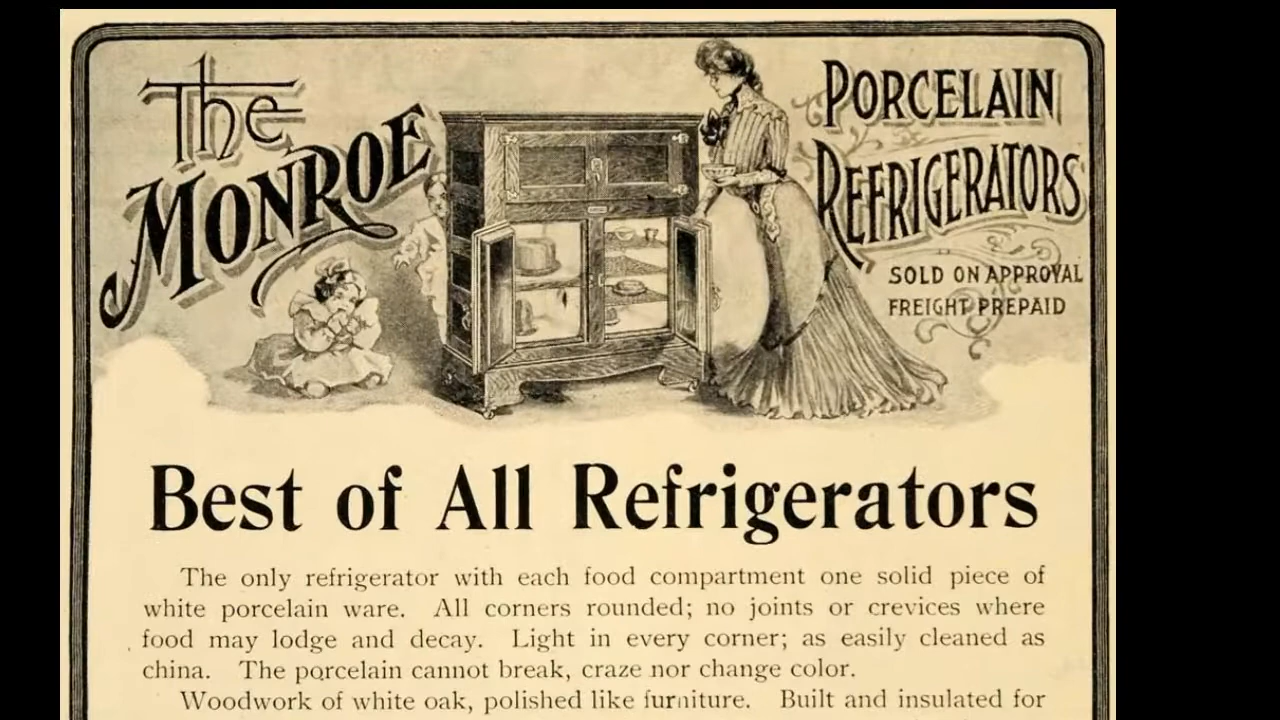 The
MONROE
PORCELAIN
REFRIGERATORS
SOLD ON APPROVAL
FREIGHT PREPAID
Best of All Refrigerators
The only refrigerator with each food compartment one solid piece of
white porcelain ware. All corners rounded; no joints or crevices where
food may lodge and decay. Light in every corner; as easily cleaned as
china. The porcelain cannot break, craze nor change color.
Woodwork of white oak, polished like furniture. Built and insulated for